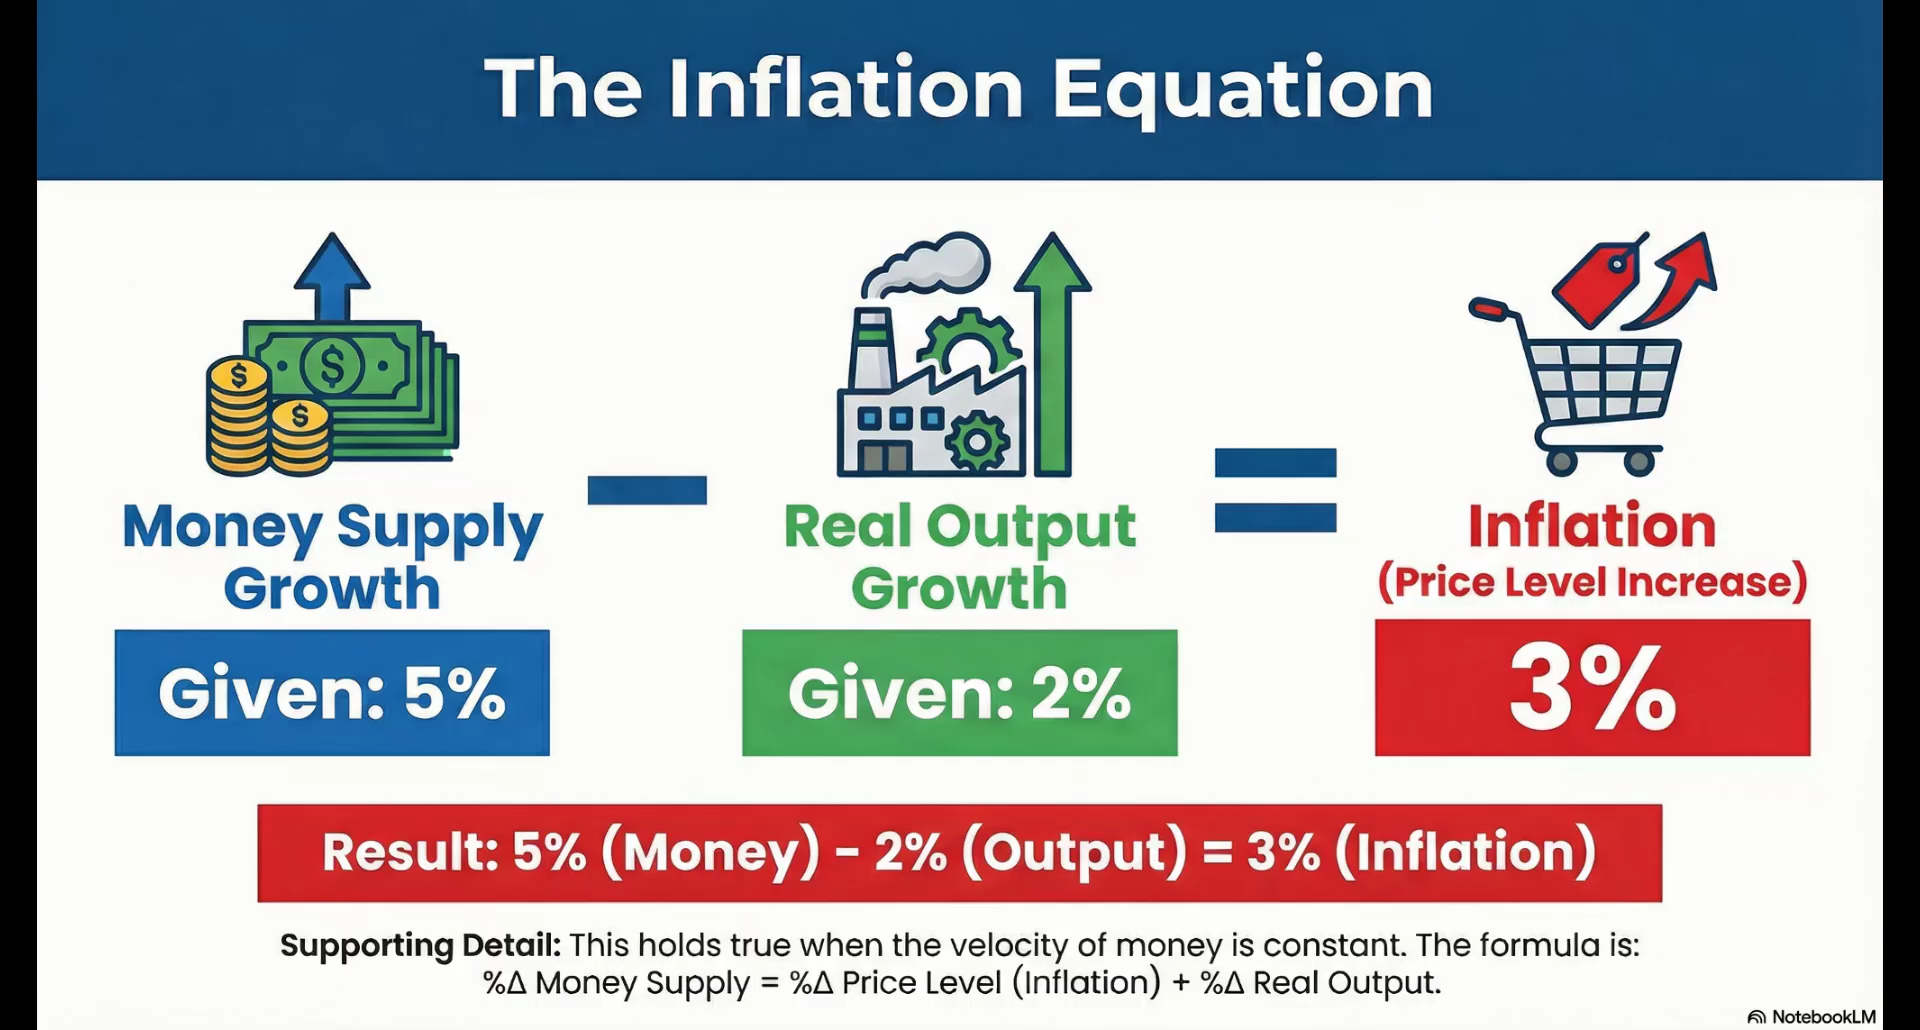 The Inflation Equation
$
$
$
Money Supply
Growth
Given: 5%
−
Real Output
Growth
Given: 2%
=
Inflation
(Price Level Increase)
3%
Result: 5% (Money) - 2% (Output) = 3% (Inflation)
Supporting Detail: This holds true when the velocity of money is constant. The formula is:
%Δ Money Supply = %Δ Price Level (Inflation) + %Δ Real Output.
NotebookLM